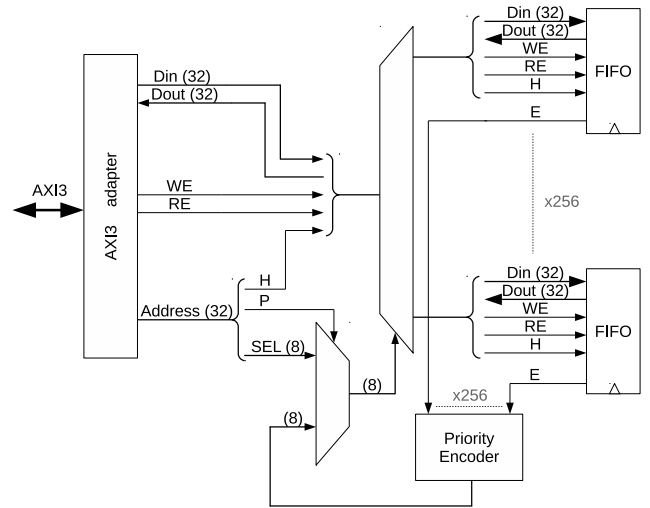 Din (32)
Dout (32)
WE
RE
H
E
FIFO
Din (32)
Dout (32)
AXI3
AXI3 adapter
WE
RE
x256
H
P
Address (32)
SEL (8)
(8)
(8)
Din (32)
Dout (32)
WE
RE
H
E
FIFO
x256
Priority
Encoder